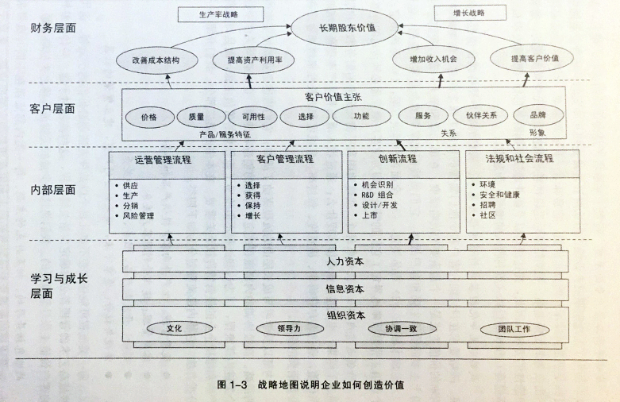 财务层面
生产率战略
长期股东价值
增长战略
改善成本结构
提高资产利用率
增加收入机会
提高客户价值
客户层面
客户价值主张
价格
质量
可用性
选择
功能
服务
伙伴关系
品牌
产品/服务特征
关系
形象
内部层面
运营管理流程
• 供应
• 生产
• 分销
• 风险管理
客户管理流程
• 选择
• 获得
• 保持
• 增长
创新流程
• 机会识别
• R&D 组合
• 设计/开发
• 上市
法规和社会流程
• 环境
• 安全和健康
• 招聘
• 社区
学习与成长
层面
人力资本
信息资本
组织资本
文化
领导力
协调一致
团队工作
图 1-3 战略地图说明企业如何创造价值